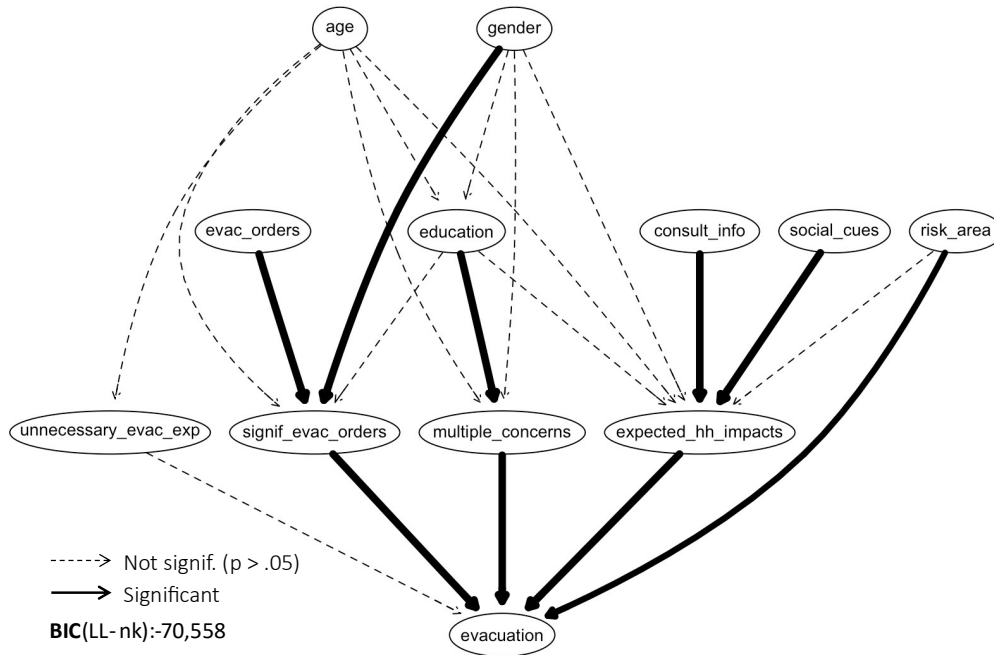 age gender
evac_orders education consult_info social_cues risk_area
unnecessary_evac_exp signif_evac_orders multiple_concerns expected_hh_impacts
Not signif. (p > .05)
Significant
BIC(LL-nk):-70,558
evacuation